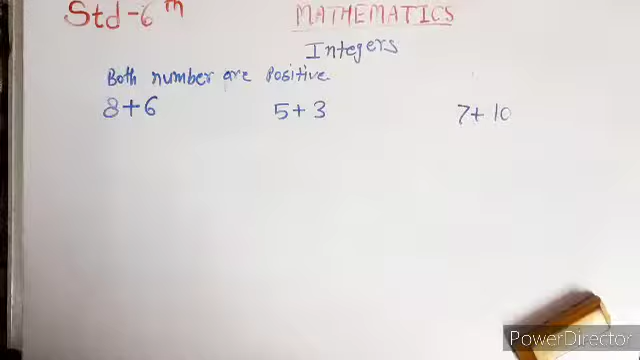 Std-6th MATHEMATICS
Integers
Both number are Positive
8+6 5+3 7+10
PowerDirector